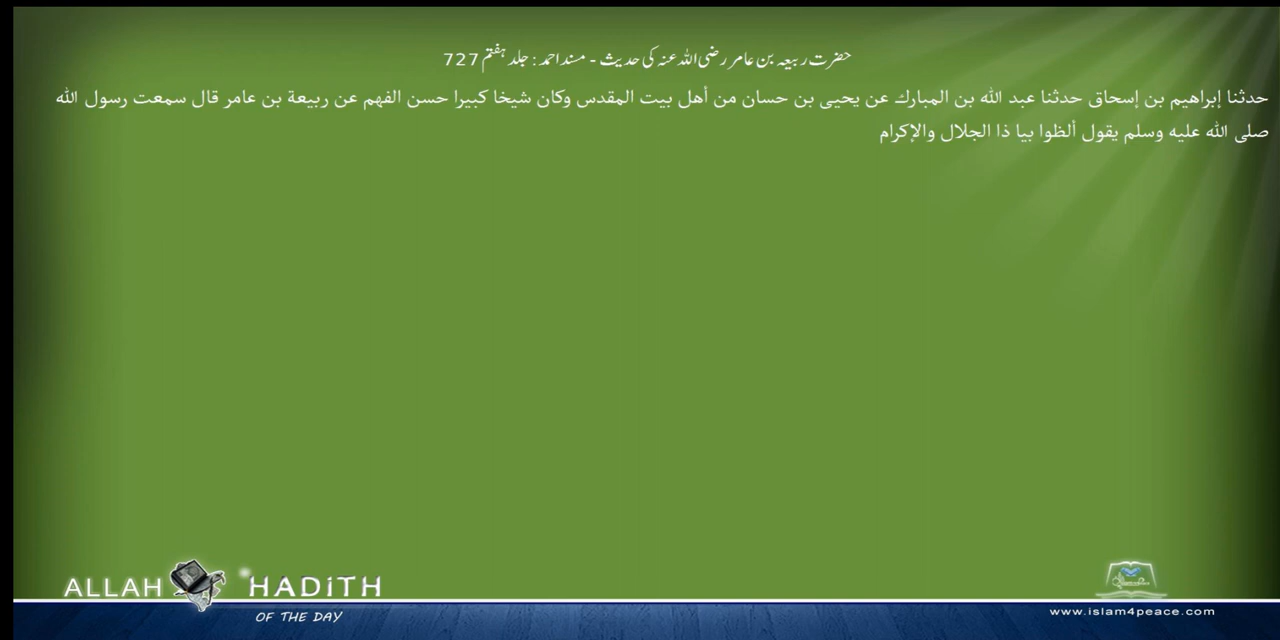 حضرت ربیعہ بن عامر رضی اللہ عنہ کی حدیث - مسند احمد : جلد ہفتم 727
حدثنا إبراهيم بن إسحاق حدثنا عبد الله بن المبارك عن يحيى بن حسان من أهل بيت المقدس وكان شيخا كبيرا حسن الفهم عن ربيعة بن عامر قال سمعت رسول الله
صلى الله عليه وسلم يقول ألظوا بيا ذا الجلال والإكرام
ALLAH HADITH
OF THE DAY
www.islam4peace.com